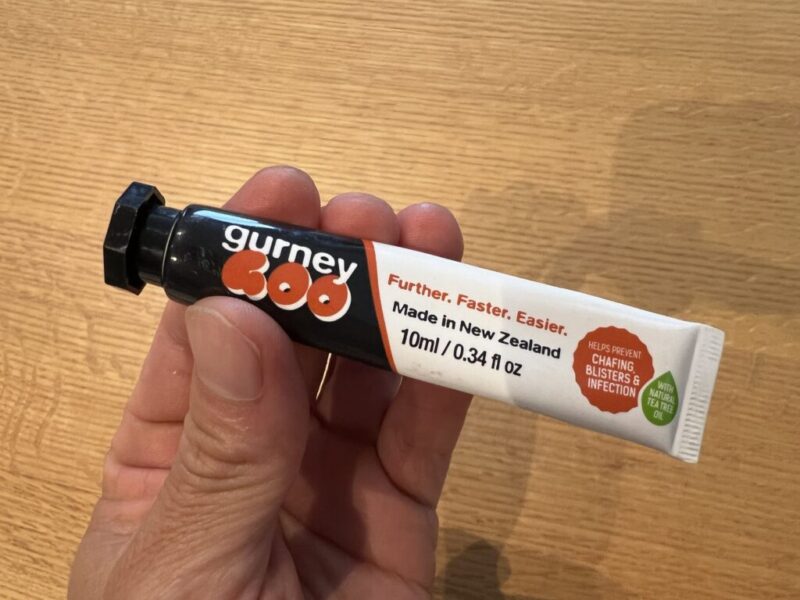 gurney
GOO
Further. Faster. Easier.
Made in New Zealand
10ml / 0.34 fl oz
HELPS PREVENT
CHAFING,
BLISTERS &
INFECTION
WITH
NATURAL
TEA TREE
OIL